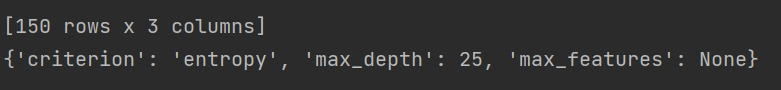 [150 rows x 3 columns]
{'criterion': 'entropy', 'max_depth': 25, 'max_features': None}